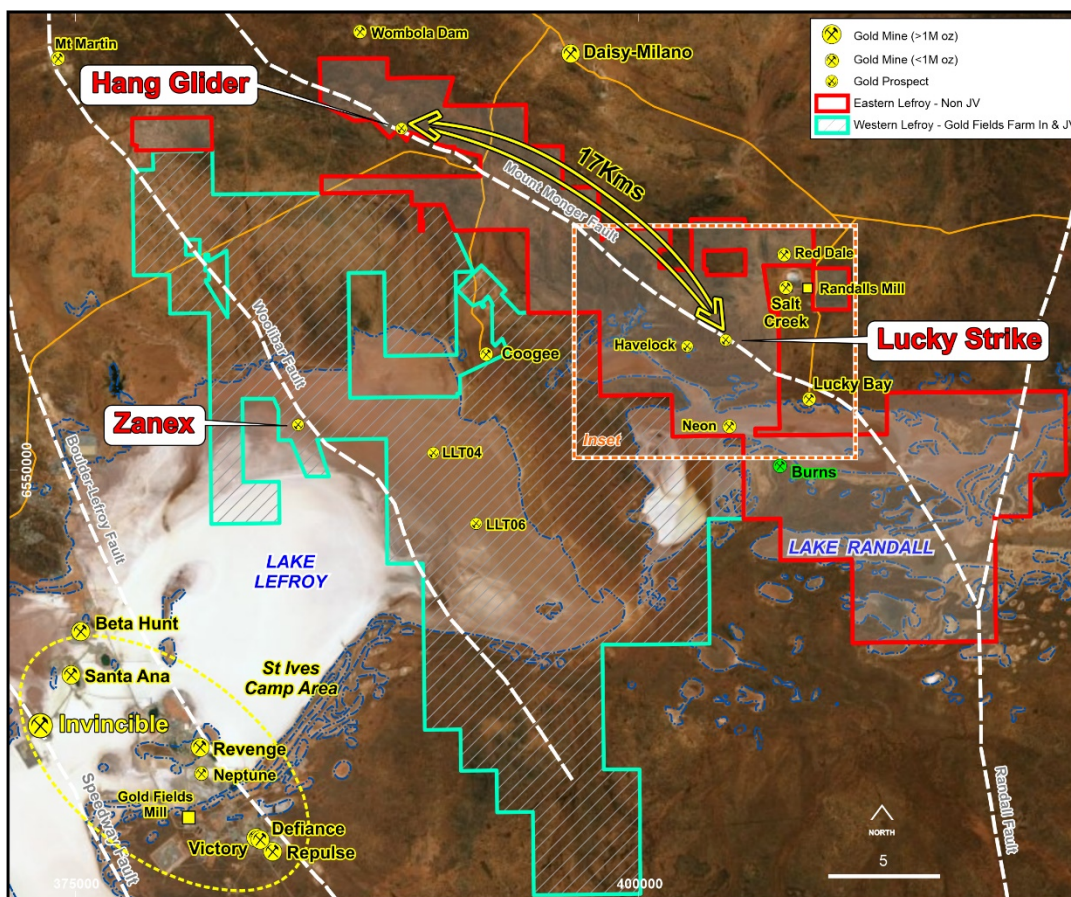 Mt Martin
Wombola Dam
Daisy-Milano
Hang Glider
Gold Mine (>1M oz)
Gold Mine (<1M oz)
Gold Prospect
Eastern Lefroy - Non JV
Western Lefroy - Gold Fields Farm In & JV
17Kms
Mount Monger Fault
Red Dale
Randalls Mill
Salt
Creek
Woolibar Fault
Havelock
Lucky Strike
Coogee
Lucky Bay
Zanex
Neon
Inset
LLT04
Burns
6550000
Boulder-Lefroy Fault
LLT06
LAKE
LEFROY
LAKE RANDALL
Beta Hunt
Santa Ana
St Ives
Camp Area
Invincible
Revenge
Neptune
Gold Fields
Mill
Speedway Fault
Defiance
Victory
Repulse
Randall Fault
NORTH
5
375000
400000